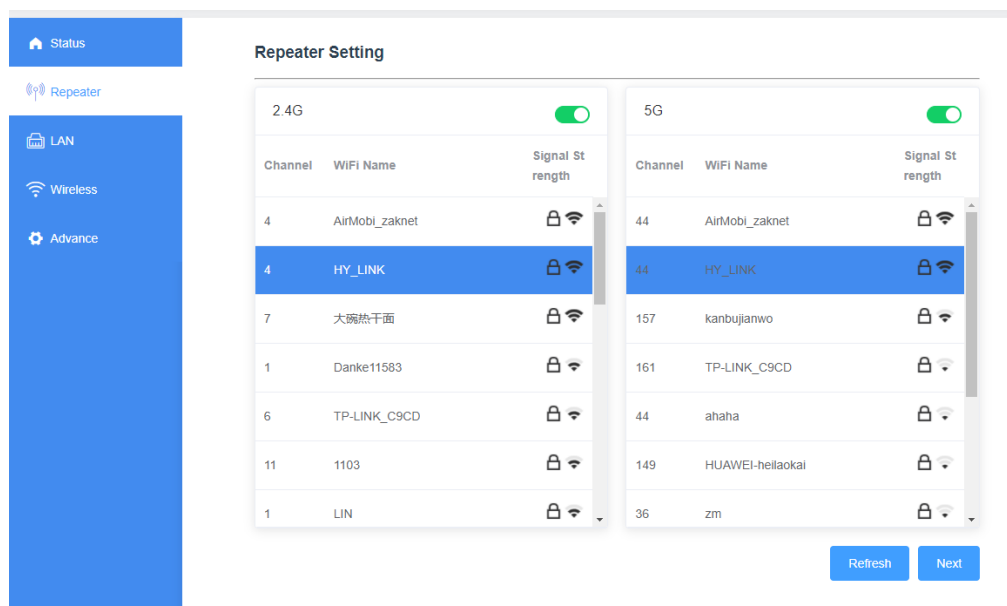 Status
Repeater
LAN
Wireless
Advance
Repeater Setting
2.4G
Channel WiFi Name Signal St
rength
4 AirMobi_zaknet
4 HY_LINK
7 大碗热干面
1 Danke11583
6 TP-LINK_C9CD
11 1103
1 LIN
5G
Channel WiFi Name Signal St
rength
44 AirMobi_zaknet
44 HY_LINK
157 kanbujianwo
161 TP-LINK_C9CD
44 ahaha
149 HUAWEI-heilaokai
36 zm
Refresh Next